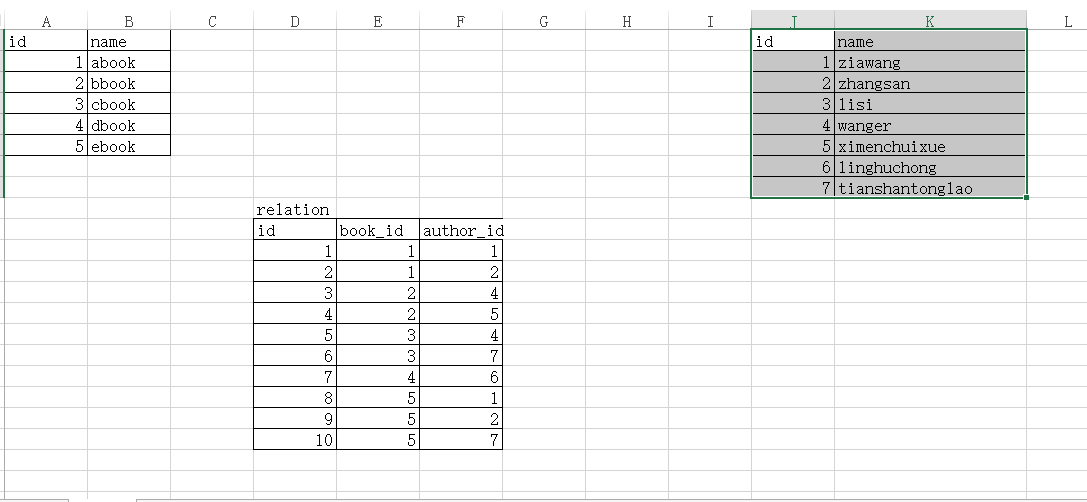 A B C D E F G H I J K L
id name id name
1 abook 1 ziawang
2 bbook 2 zhangsan
3 cbook 3 lisi
4 dbook 4 wanger
5 ebook 5 ximenchuixue
6 linghuchong
7 tianshantonglao
relation
id book_id author_id
1 1 1
2 1 2
3 2 4
4 2 5
5 3 4
6 3 7
7 4 6
8 5 1
9 5 2
10 5 7